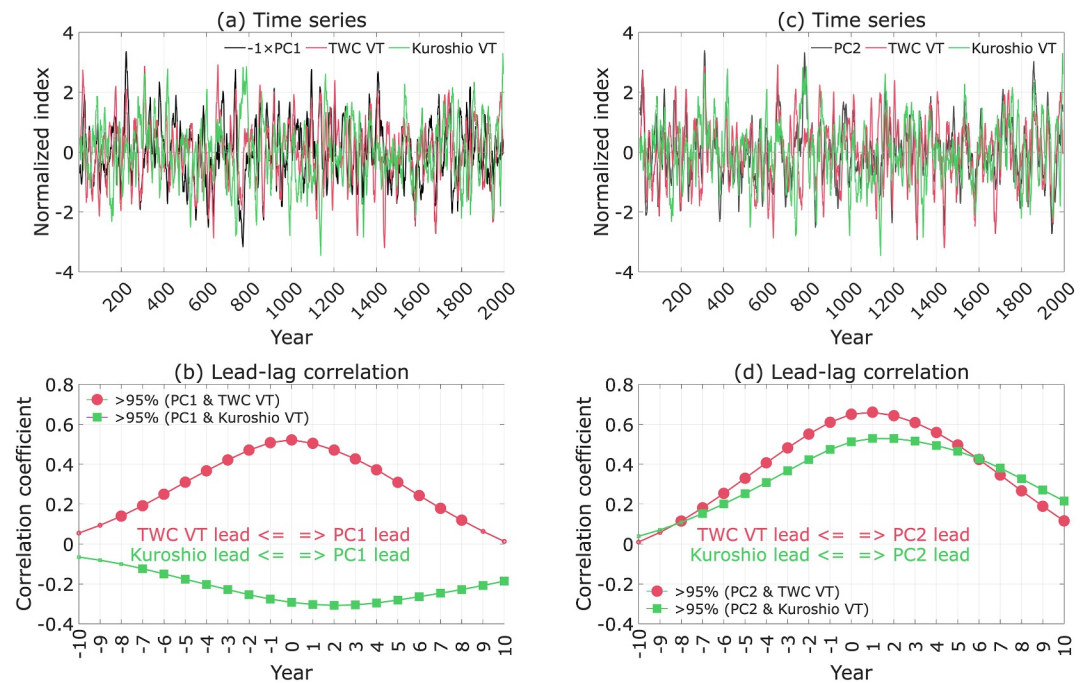 (a) Time series
-1×PC1 TWC VT Kuroshio VT
Normalized index
4
2
0
-2
-4
200 400 600 800 1000 1200 1400 1600 1800 2000
Year
(c) Time series
PC2 TWC VT Kuroshio VT
Normalized index
4
2
0
-2
-4
200 400 600 800 1000 1200 1400 1600 1800 2000
Year
(b) Lead-lag correlation
>95% (PC1 & TWC VT)
>95% (PC1 & Kuroshio VT)
Correlation coefficient
0.8
0.6
0.4
0.2
0
-0.2
-0.4
TWC VT lead <= => PC1 lead
Kuroshio lead <= => PC1 lead
-10 -9 -8 -7 -6 -5 -4 -3 -2 -1 0 1 2 3 4 5 6 7 8 9 10
Year
(d) Lead-lag correlation
Correlation coefficient
0.8
0.6
0.4
0.2
0
-0.2
-0.4
TWC VT lead <= => PC2 lead
Kuroshio lead <= => PC2 lead
>95% (PC2 & TWC VT)
>95% (PC2 & Kuroshio VT)
-10 -9 -8 -7 -6 -5 -4 -3 -2 -1 0 1 2 3 4 5 6 7 8 9 10
Year